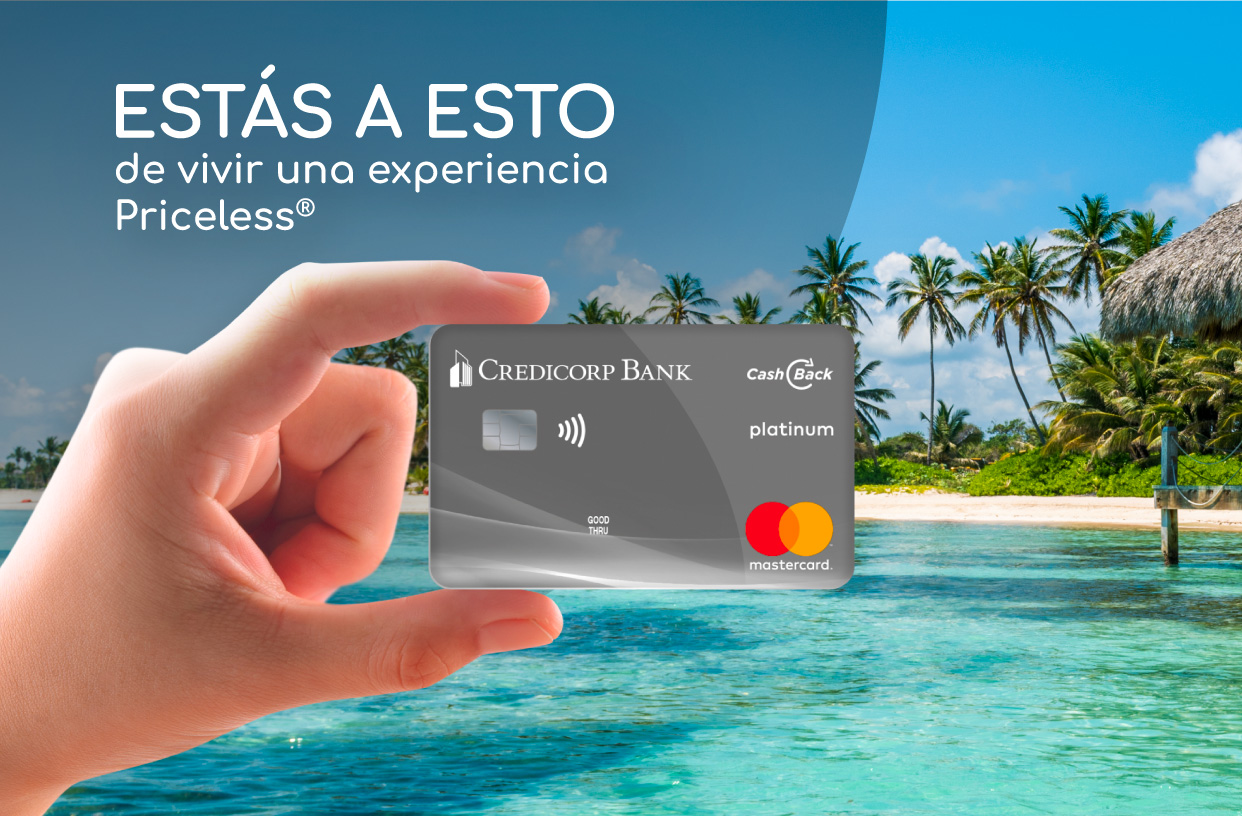 ESTÁS A ESTO
de vivir una experiencia
Priceless®
CREDICORP BANK
Cash Back
platinum
GOOD
THRU
mastercard.